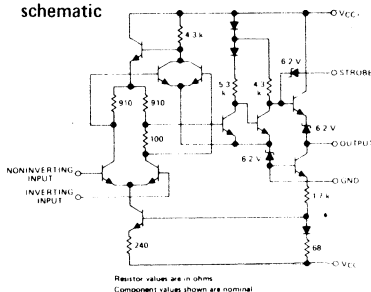 schematic
VCC+
4.3 k
STROBE
6.2 V
5.3 k
4.3 k
910
910
6.2 V
100
OUTPUT
6.2 V
NONINVERTING INPUT
GND
INVERTING INPUT
1.7 k
240
68
VCC
Resistor values are in ohms
Component values shown are nominal